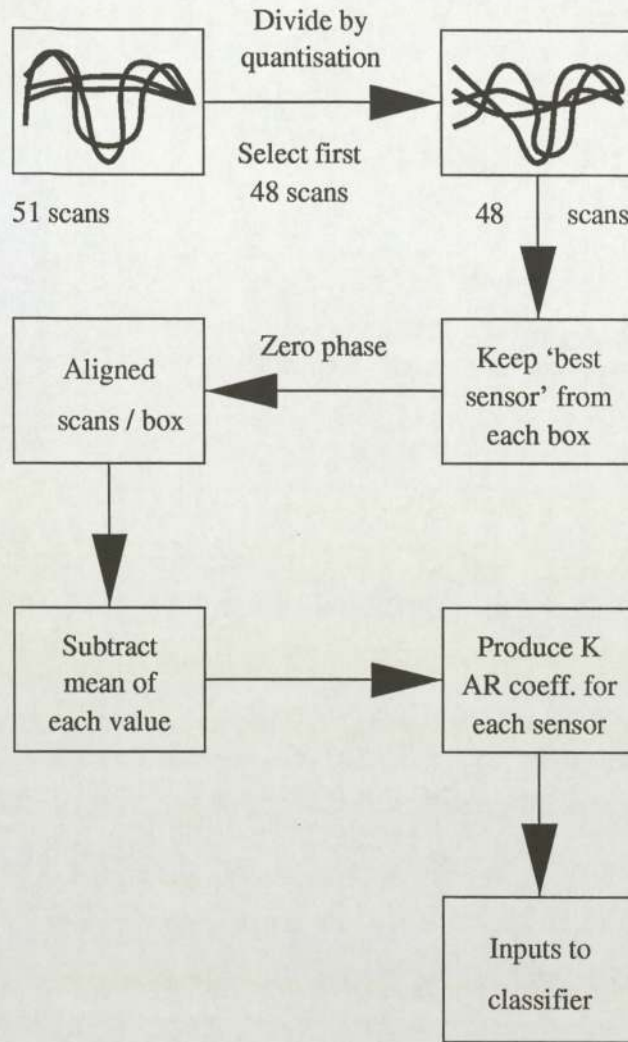 Divide by
quantisation
Select first
48 scans
51 scans
48 scans
Keep ‘best
sensor’ from
each box
Zero phase
Aligned
scans / box
Subtract
mean of
each value
Produce K
AR coeff. for
each sensor
Inputs to
classifier